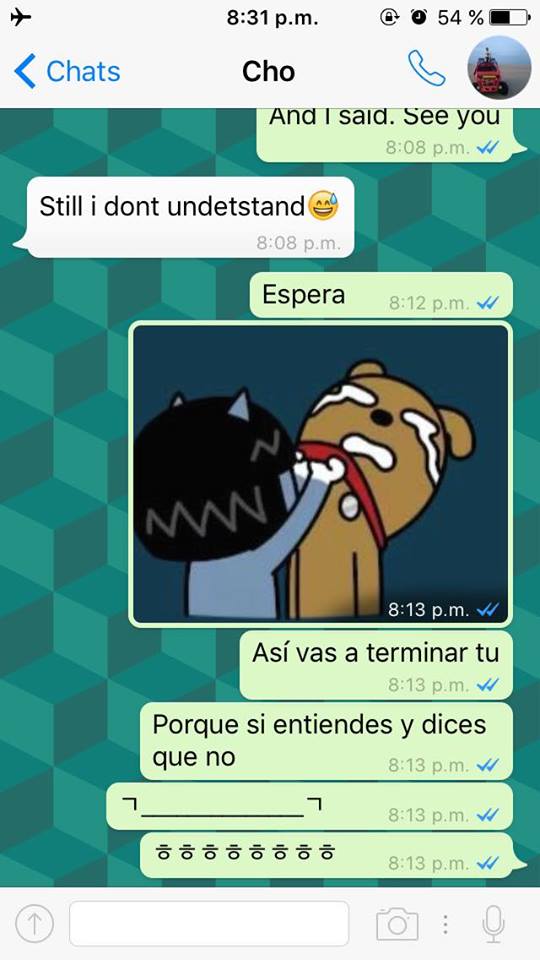 8:31 p.m.
54 %
Chats
Cho
And I said. See you
8:08 p.m.
Still i dont undetstand😅
8:08 p.m.
Espera
8:12 p.m.
8:13 p.m.
Así vas a terminar tu
8:13 p.m.
Porque si entiendes y dices
que no
8:13 p.m.
ㄱ______________ㄱ
8:13 p.m.
ㅎㅎㅎㅎㅎㅎㅎㅎ
8:13 p.m.